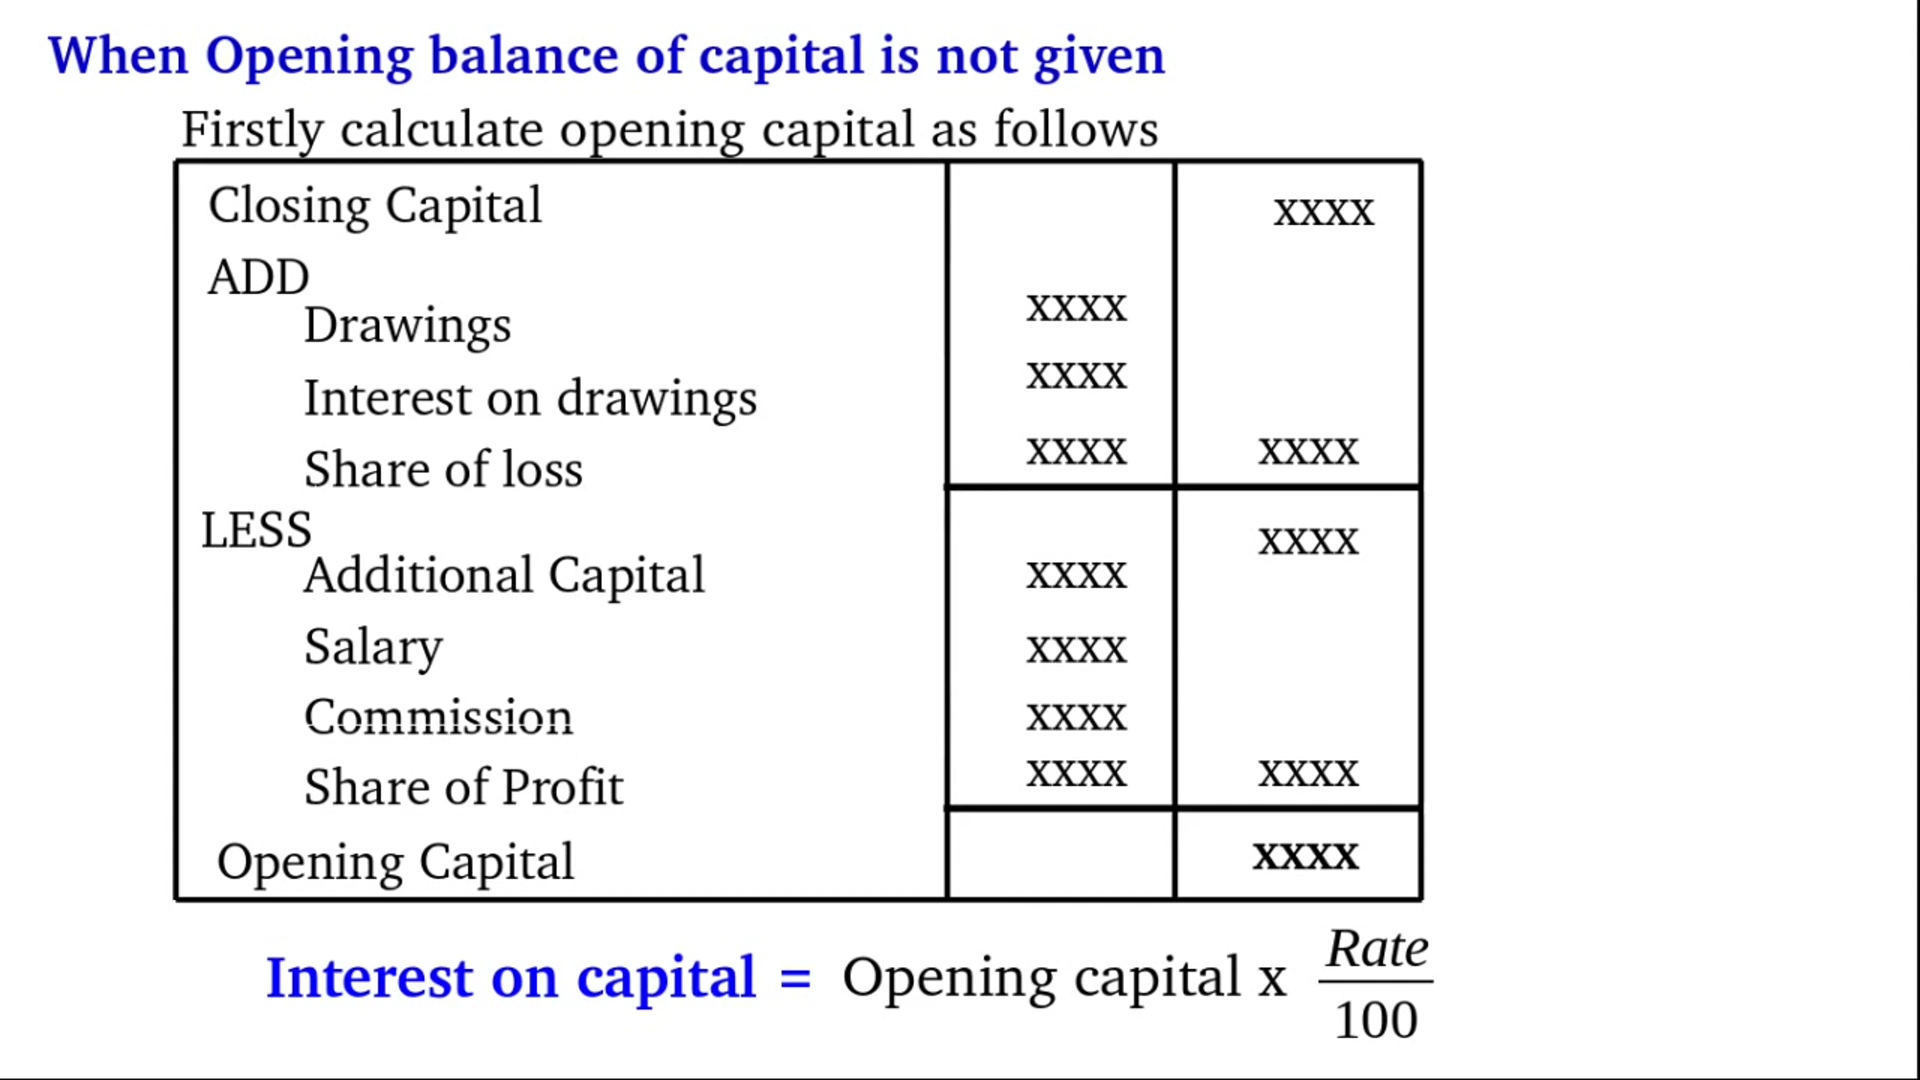 When Opening balance of capital is not given
Firstly calculate opening capital as follows
Closing Capital xxxx
ADD
Drawings xxxx
Interest on drawings xxxx
Share of loss xxxx xxxx
LESS xxxx
Additional Capital xxxx
Salary xxxx
Commission xxxx
Share of Profit xxxx xxxx
Opening Capital xxxx
Interest on capital = Opening capital x Rate
100